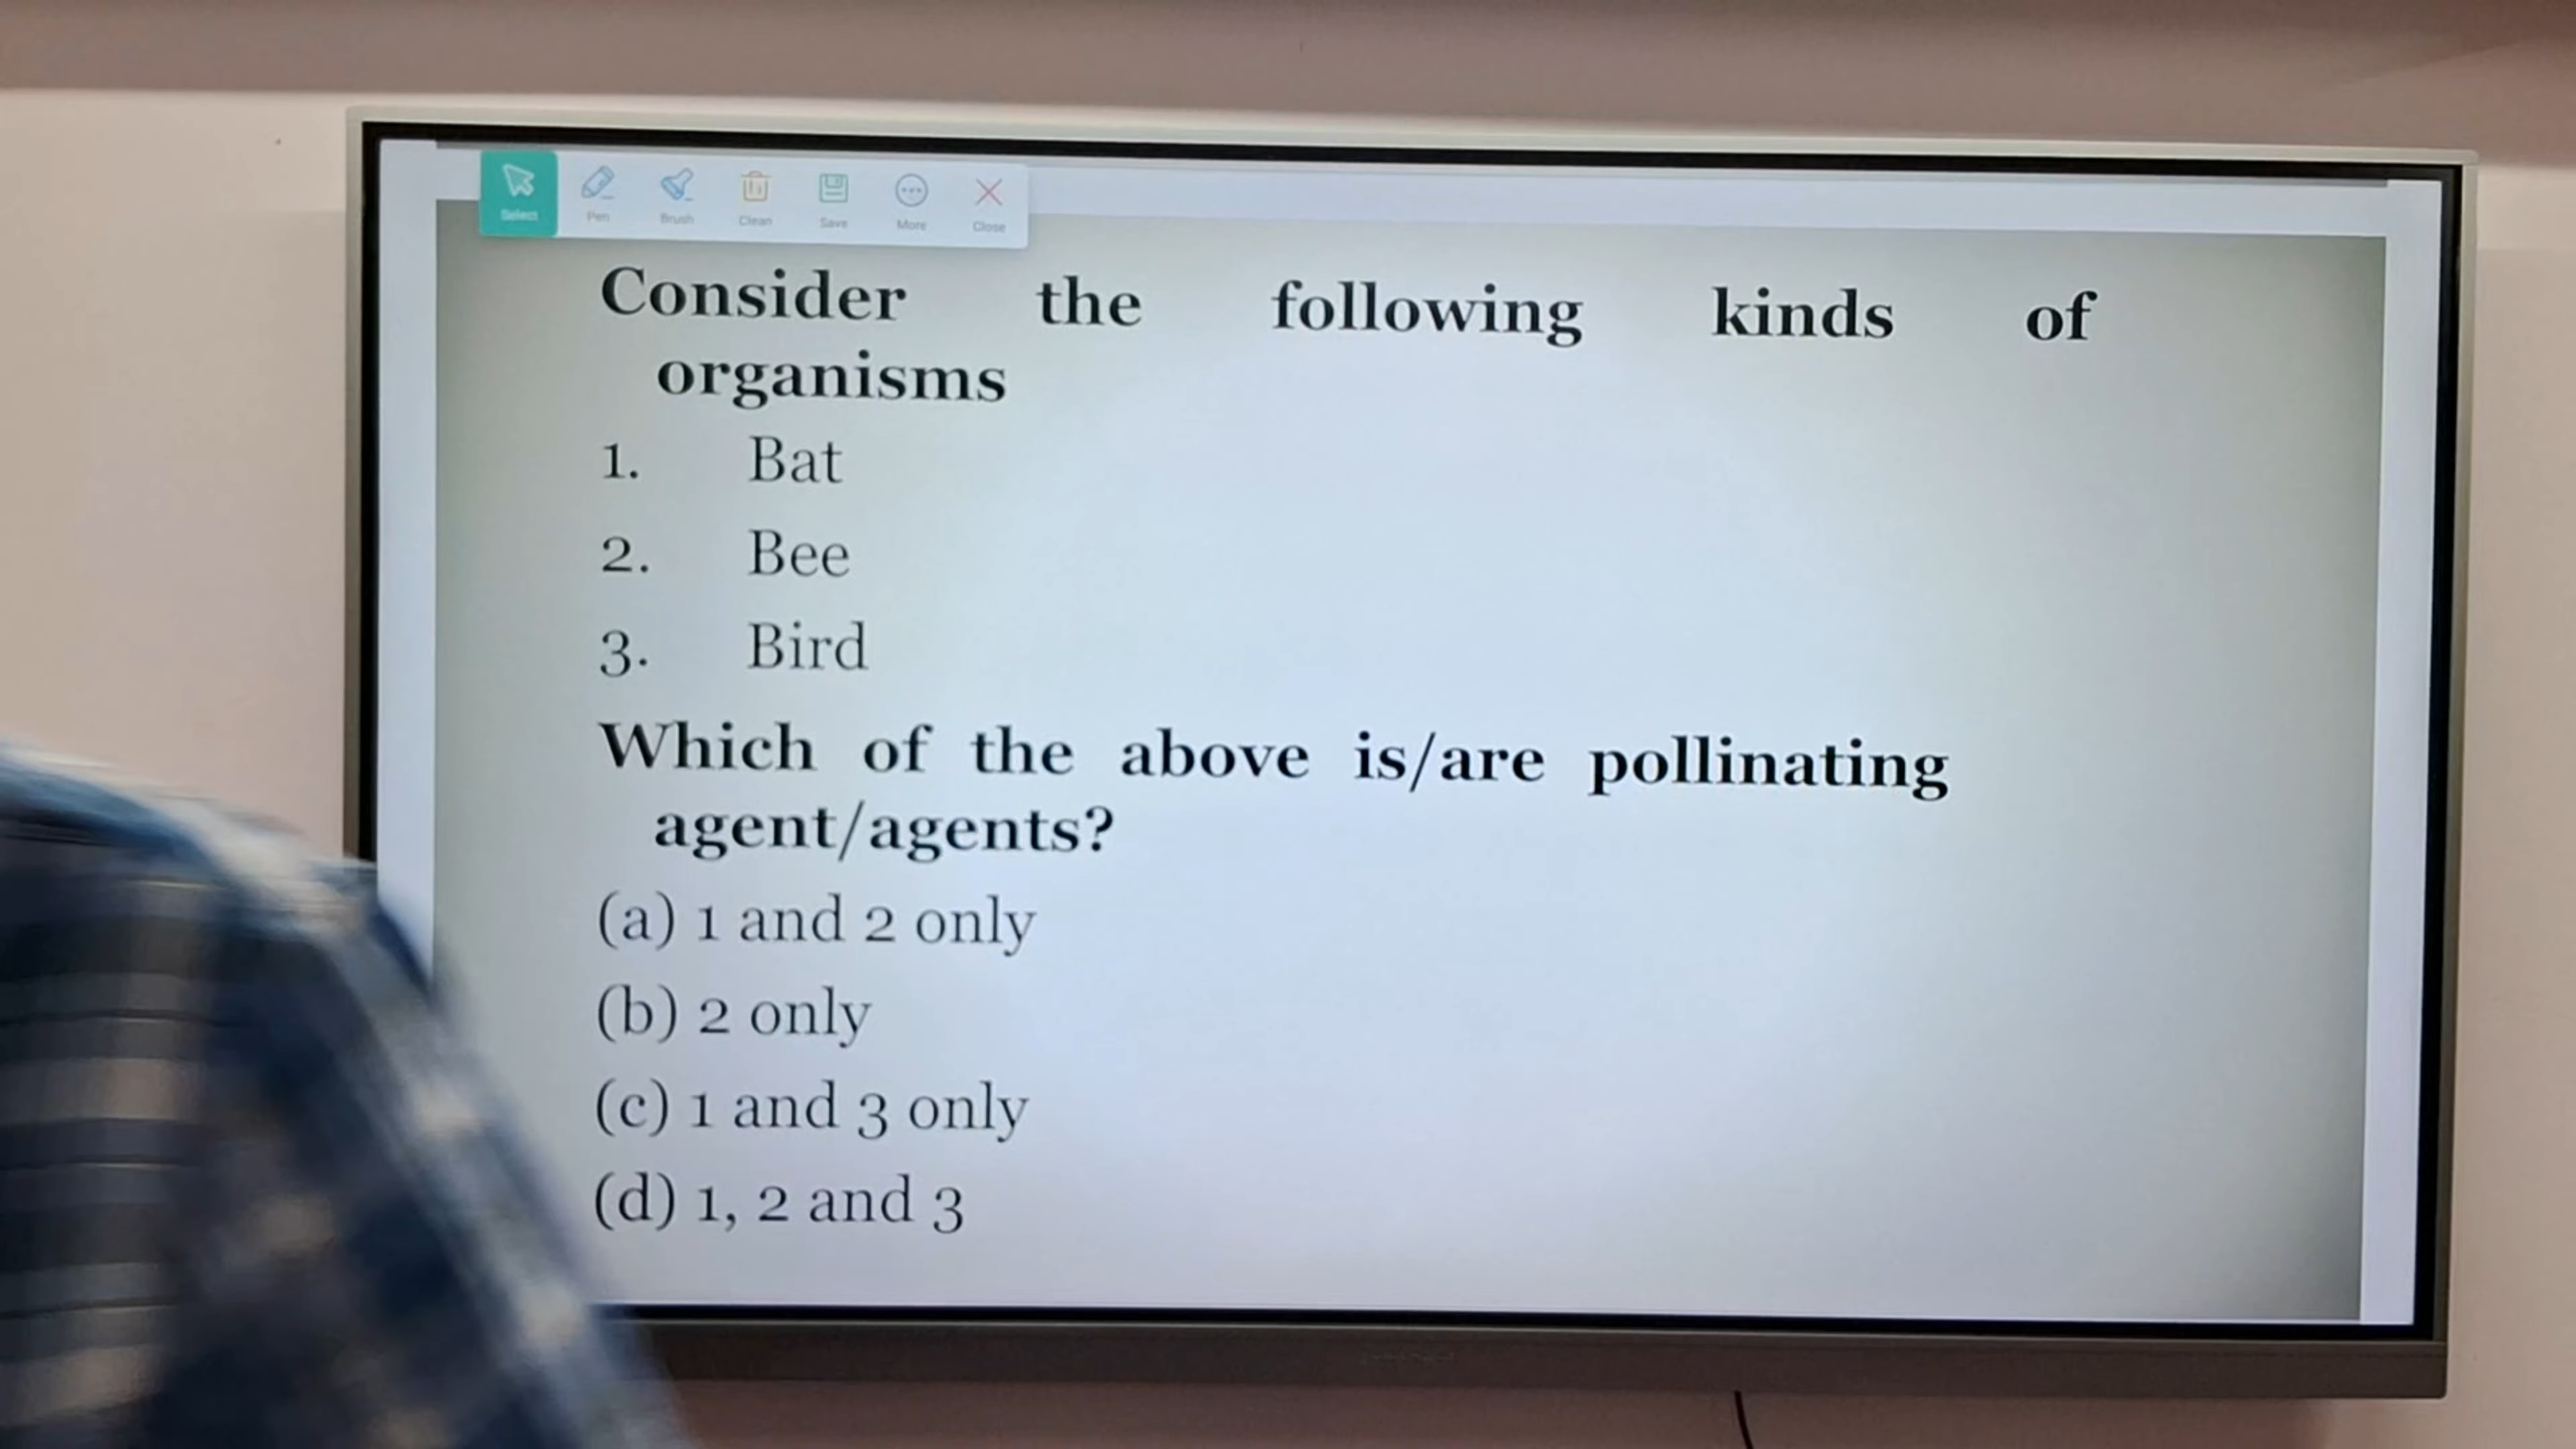 Select Pen Brush Clean Save More Close
Consider the following kinds of
organisms
1. Bat
2. Bee
3. Bird
Which of the above is/are pollinating
agent/agents?
(a) 1 and 2 only
(b) 2 only
(c) 1 and 3 only
(d) 1, 2 and 3